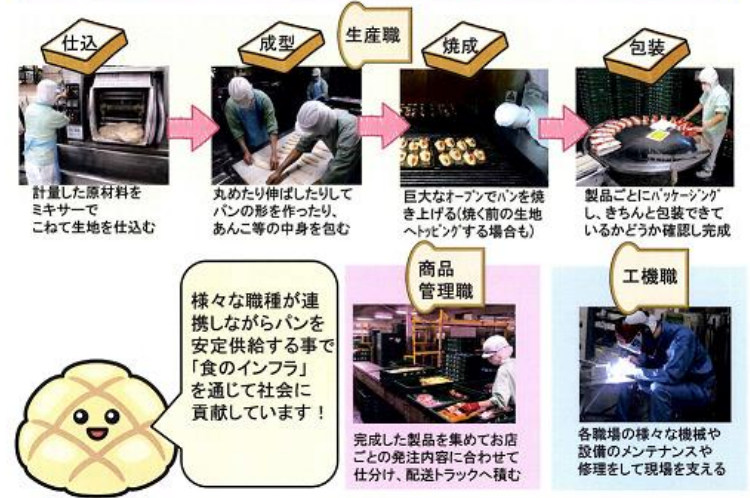 生産職
仕込
成型
焼成
包装
計量した原材料を
ミキサーで
こねて生地を仕込む
丸めたり伸ばしたりして
パンの形を作ったり、
あんこ等の中身を包む
巨大なオーブンでパンを焼
き上げる(焼く前の生地
へトッピングする場合も)
製品ごとにパッケージング
し、きちんと包装できて
いるかどうか確認し完成
様々な職種が連
携しながらパンを
安定供給する事で
「食のインフラ」
を通じて社会に
貢献しています！
商品
管理職
完成した製品を集めてお店
ごとの発注内容に合わせて
仕分け、配送トラックへ積む
工機職
各職場の様々な機械や
設備のメンテナンスや
修理をして現場を支える